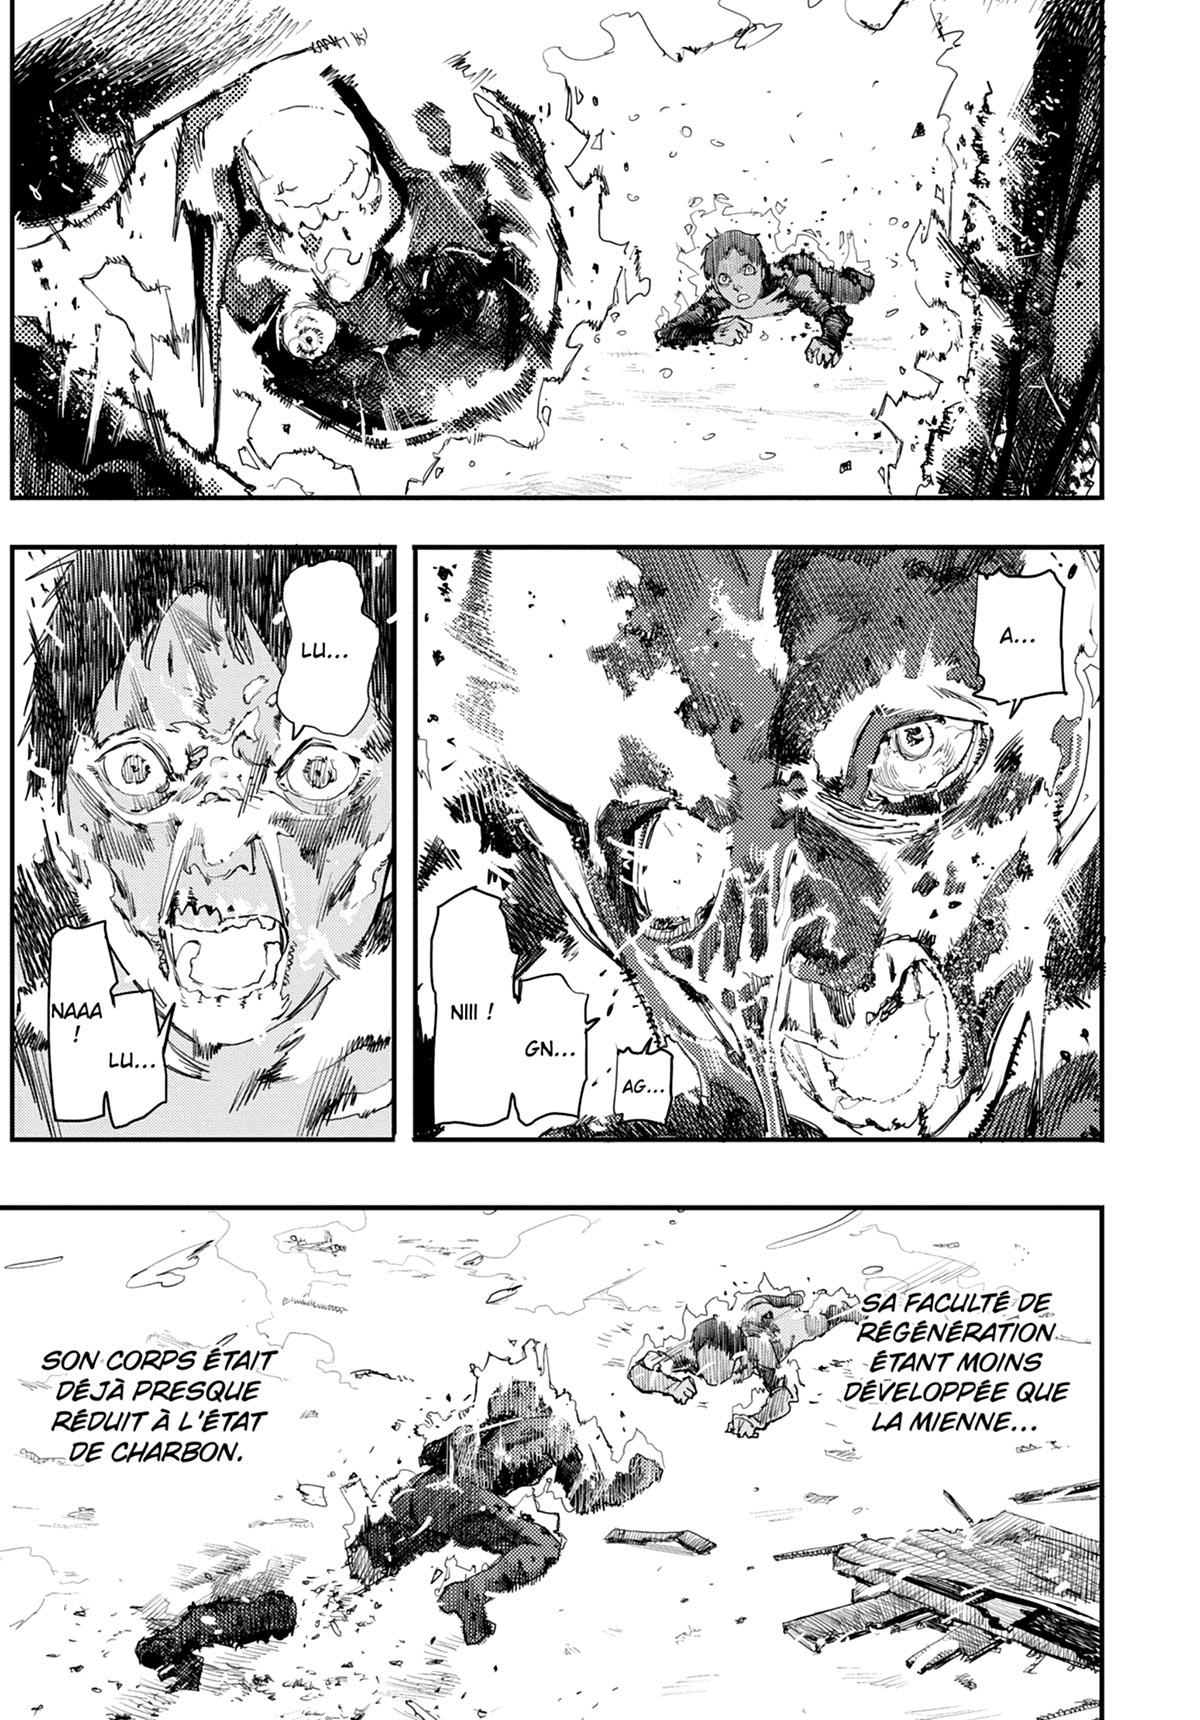 A...
AG...
GN...
NIII !
LU...
LU...
NAAA
!
SA FACULTÉ DE
RÉGÉNÉRATION
ÉTANT MOINS
DÉVELOPPÉE QUE
LA MIENNE...
SON CORPS ÉTAIT
DÉJÀ PRESQUE
RÉDUIT À L'ÉTAT
DE CHARBON.